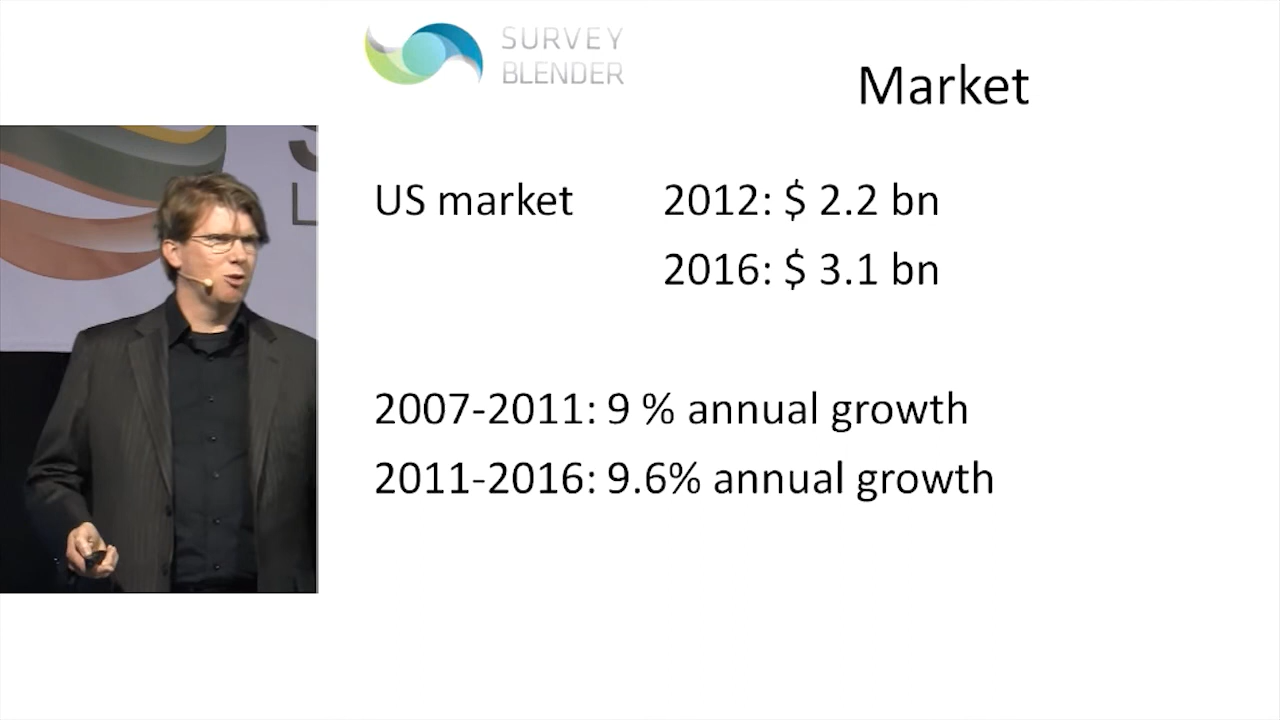 SURVEY
BLENDER
Market
US market 2012: $ 2.2 bn
2016: $ 3.1 bn
2007-2011: 9 % annual growth
2011-2016: 9.6% annual growth